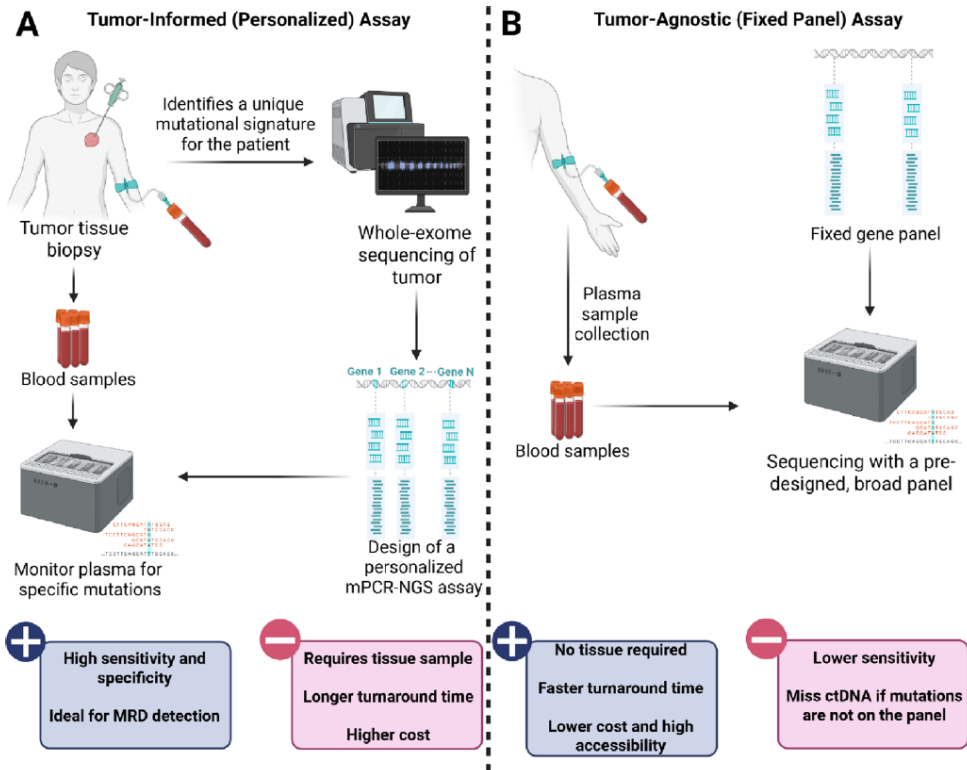 A
Tumor-Informed (Personalized) Assay
Identifies a unique
mutational signature
for the patient
Tumor tissue
biopsy
Whole-exome
sequencing of
tumor
Blood samples
Gene 1 Gene 2 ··· Gene N
Monitor plasma for
specific mutations
Design of a
personalized
mPCR-NGS assay
High sensitivity and
specificity
Ideal for MRD detection
Requires tissue sample
Longer turnaround time
Higher cost
B
Tumor-Agnostic (Fixed Panel) Assay
Fixed gene panel
Plasma
sample
collection
Blood samples
Sequencing with a pre-
designed, broad panel
No tissue required
Faster turnaround time
Lower cost and high
accessibility
Lower sensitivity
Miss ctDNA if mutations
are not on the panel